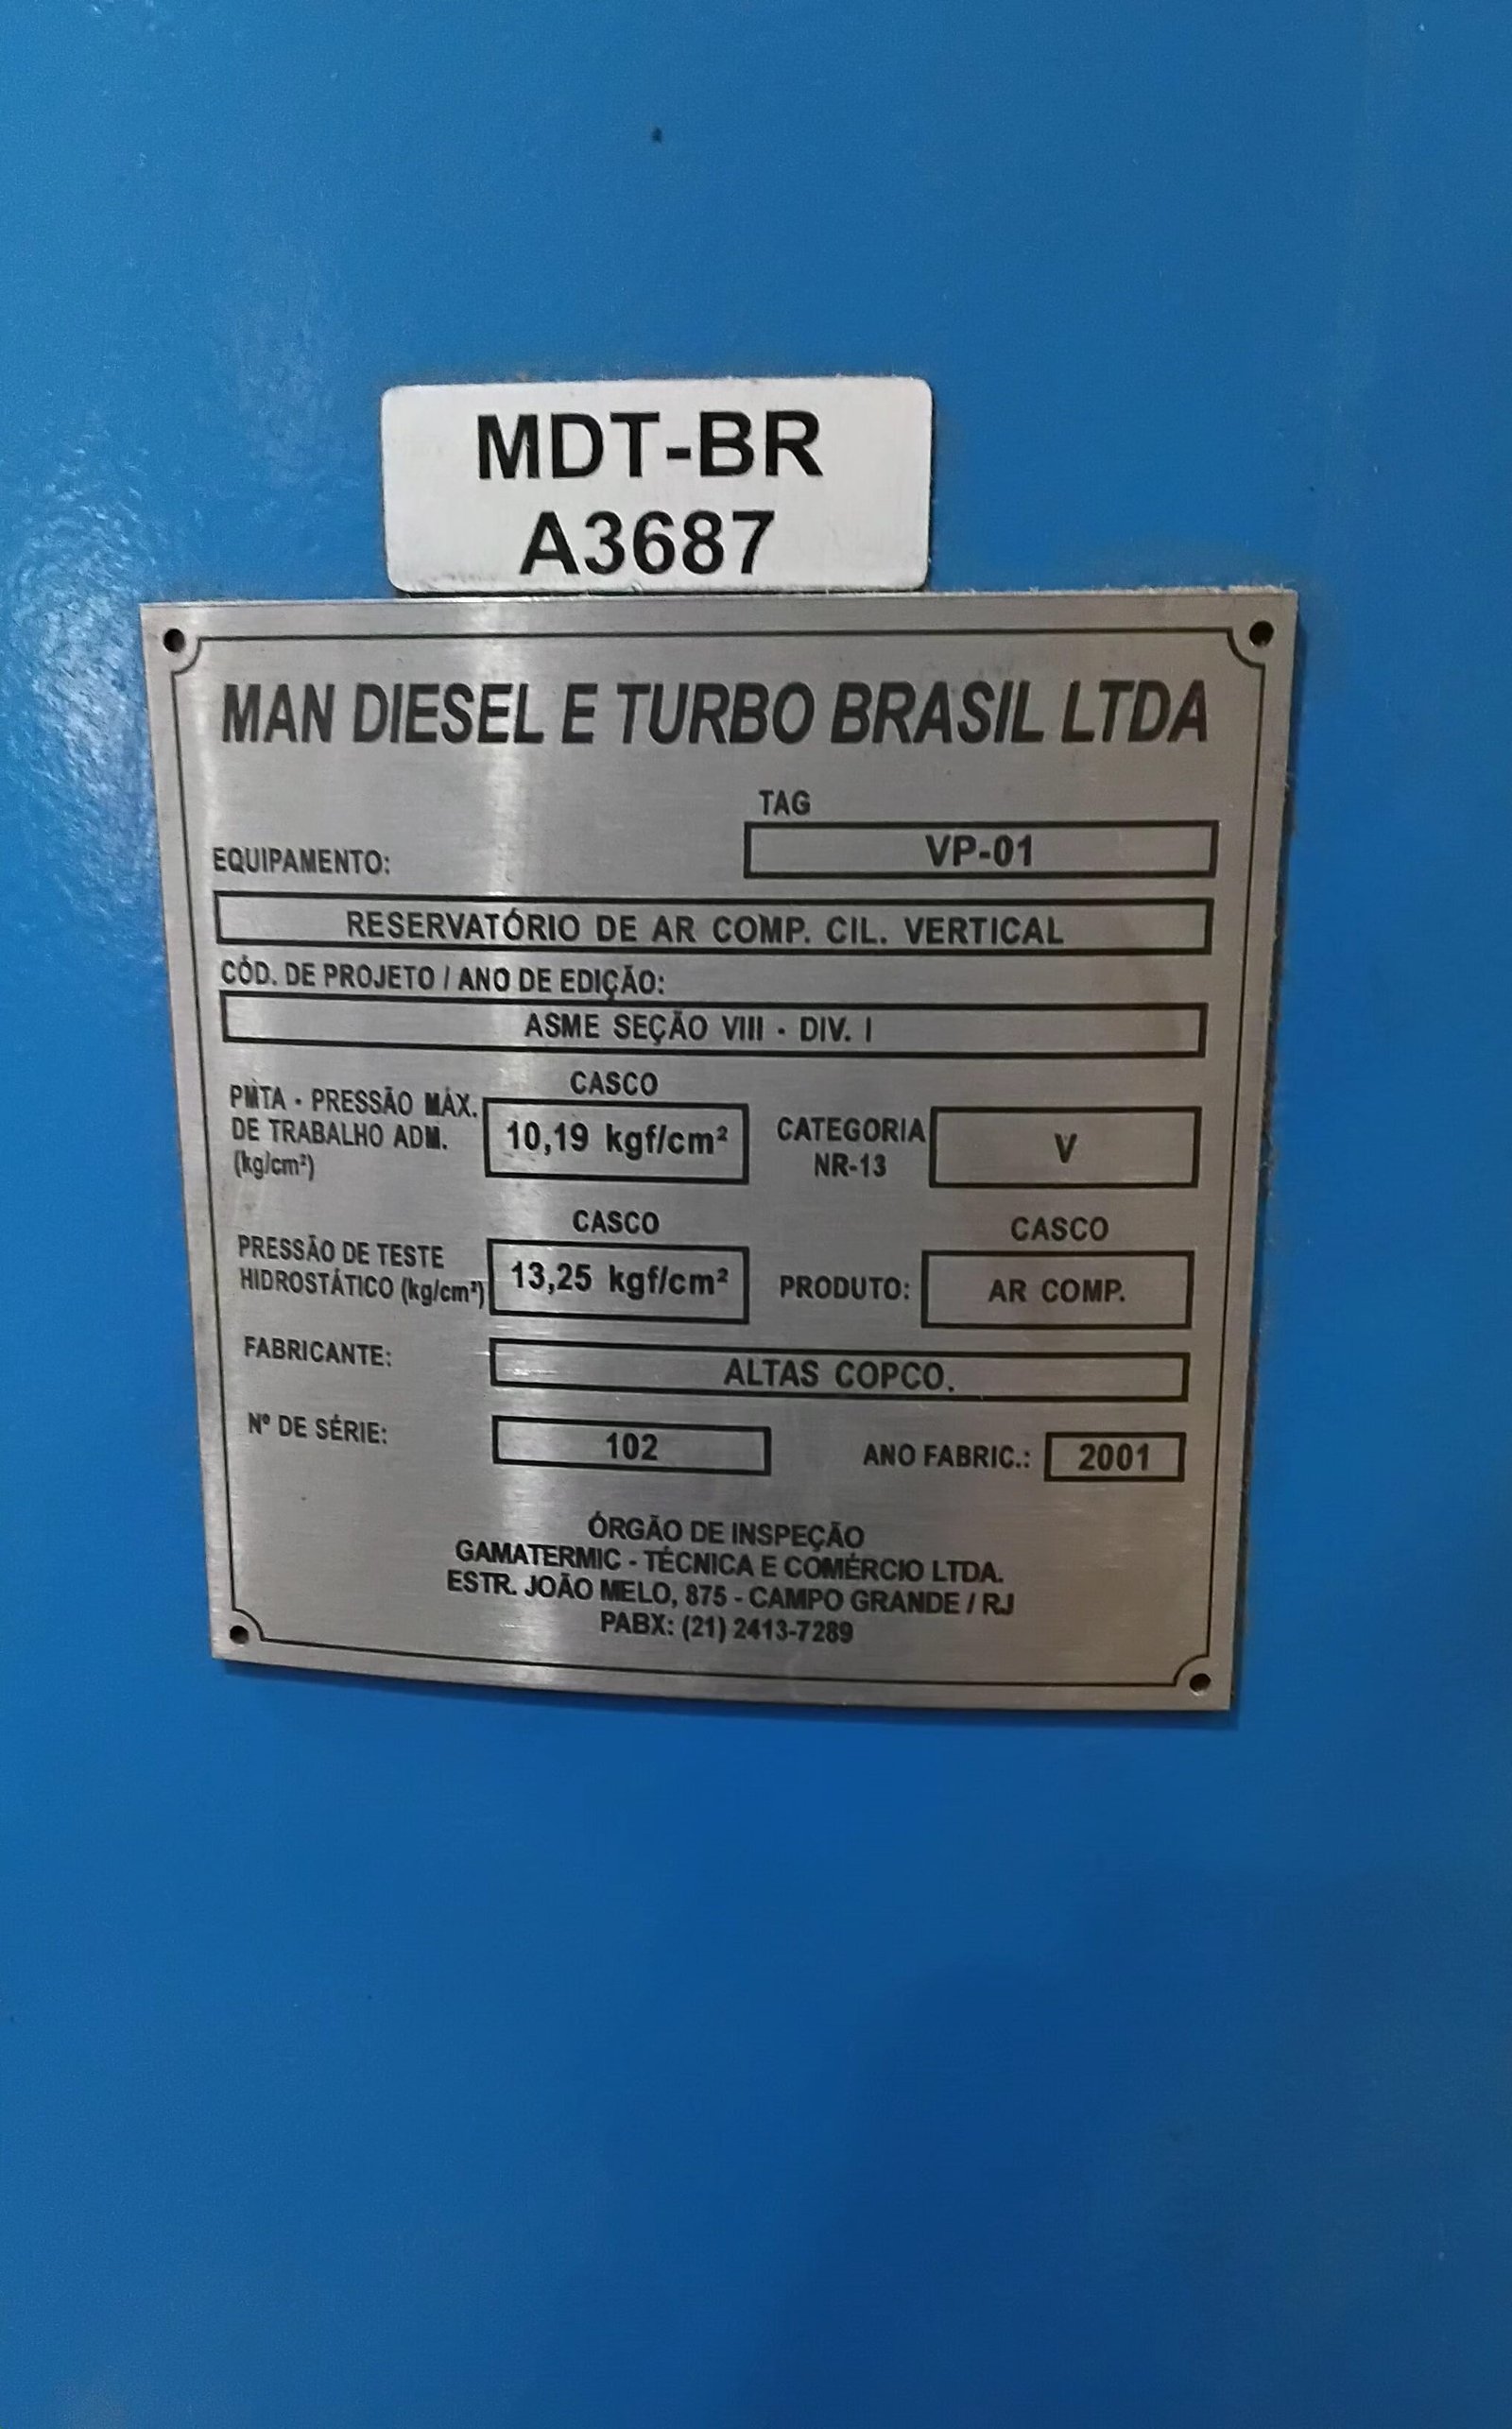 MDT-BR
A3687
MAN DIESEL E TURBO BRASIL LTDA
TAG
EQUIPAMENTO: VP-01
RESERVATÓRIO DE AR COMP. CIL. VERTICAL
CÓD. DE PROJETO / ANO DE EDIÇÃO:
ASME SEÇÃO VIII - DIV. I
CASCO
PMTA - PRESSÃO MÁX.
DE TRABALHO ADM.
(kg/cm²)
10,19 kgf/cm²
CATEGORIA
NR-13
V
CASCO
PRESSÃO DE TESTE
HIDROSTÁTICO (kg/cm²)
13,25 kgf/cm²
CASCO
PRODUTO: AR COMP.
FABRICANTE: ALTAS COPCO.
Nº DE SÉRIE: 102 ANO FABRIC.: 2001
ÓRGÃO DE INSPEÇÃO
GAMATERMIC - TÉCNICA E COMÉRCIO LTDA.
ESTR. JOÃO MELO, 875 - CAMPO GRANDE / RJ
PABX: (21) 2413-7289